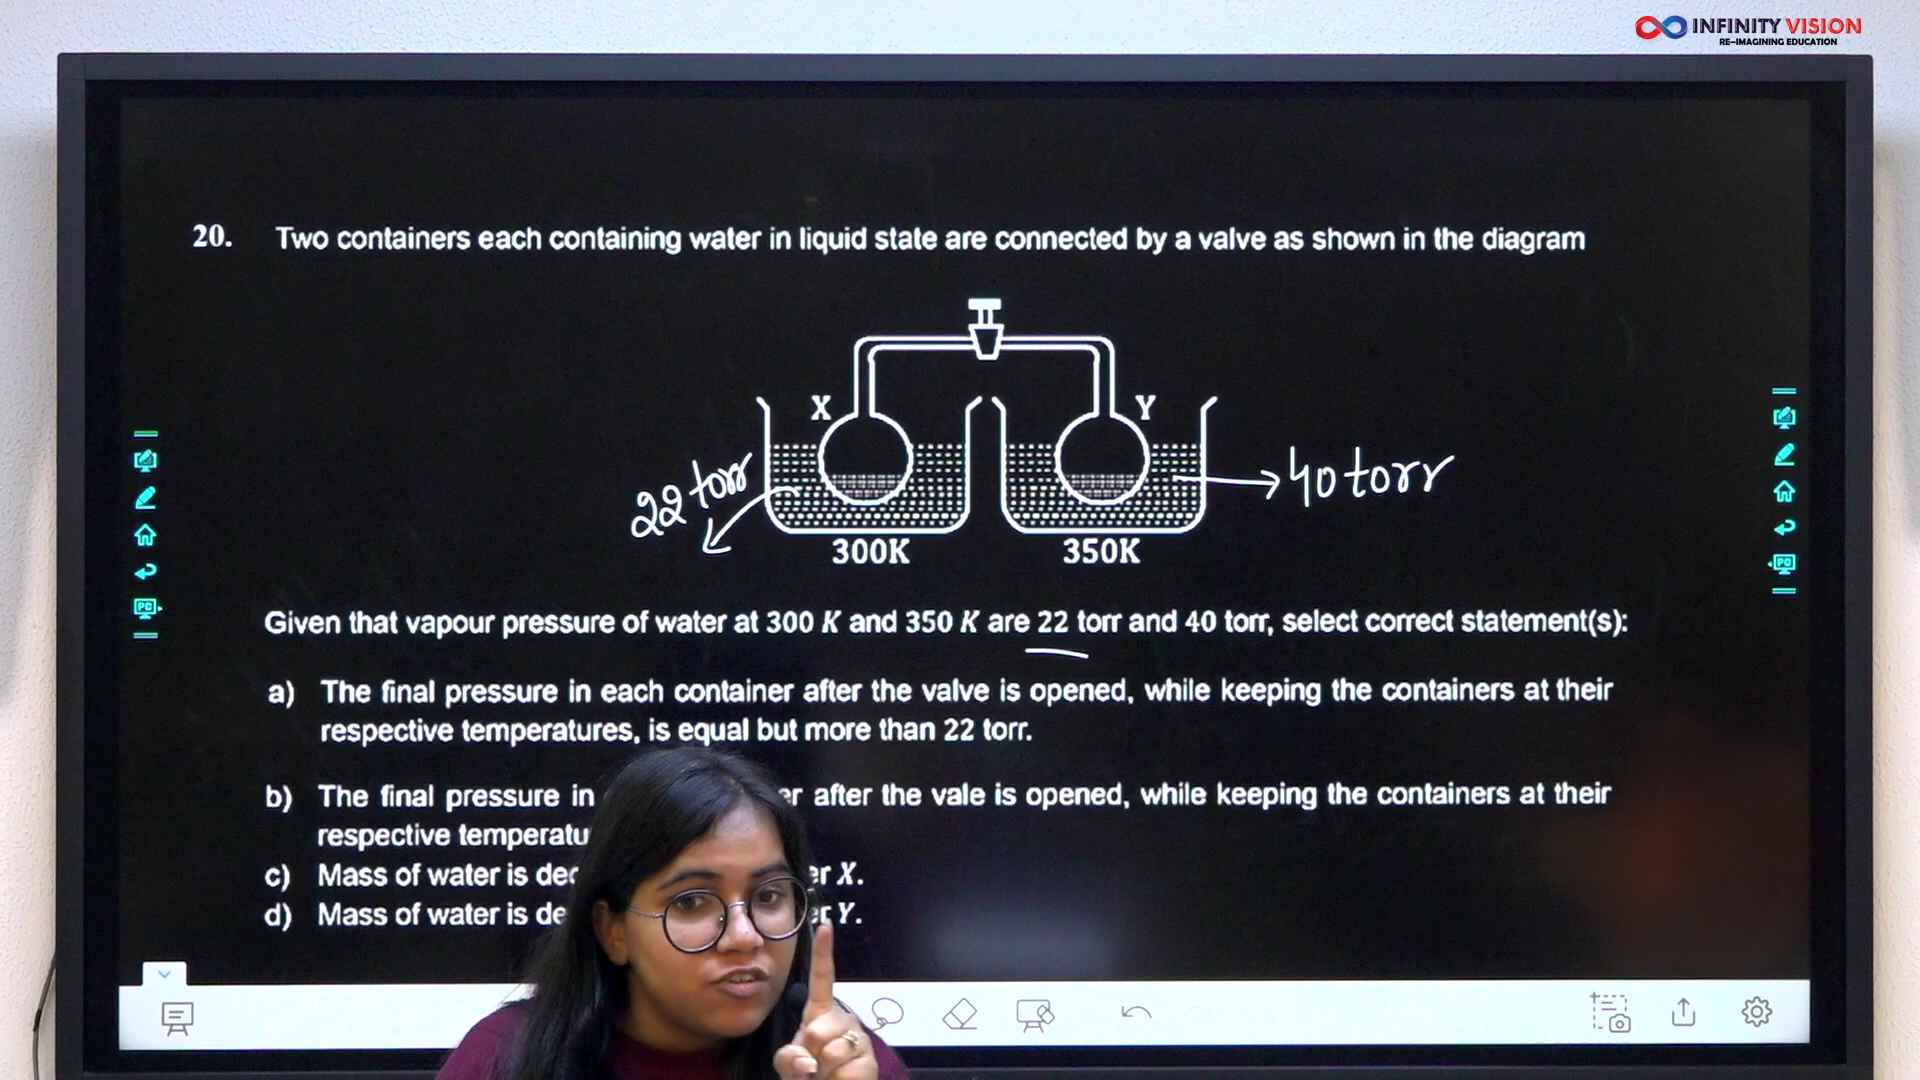 INFINITY VISION
RE-IMAGINING EDUCATION
20. Two containers each containing water in liquid state are connected by a valve as shown in the diagram
X
Y
22 torr
40 torr
300K
350K
Given that vapour pressure of water at 300 K and 350 K are 22 torr and 40 torr, select correct statement(s):
a) The final pressure in each container after the valve is opened, while keeping the containers at their
respective temperatures, is equal but more than 22 torr.
b) The final pressure in er after the vale is opened, while keeping the containers at their
respective temperatu
c) Mass of water is dec er X.
d) Mass of water is de er Y.
PC
PC